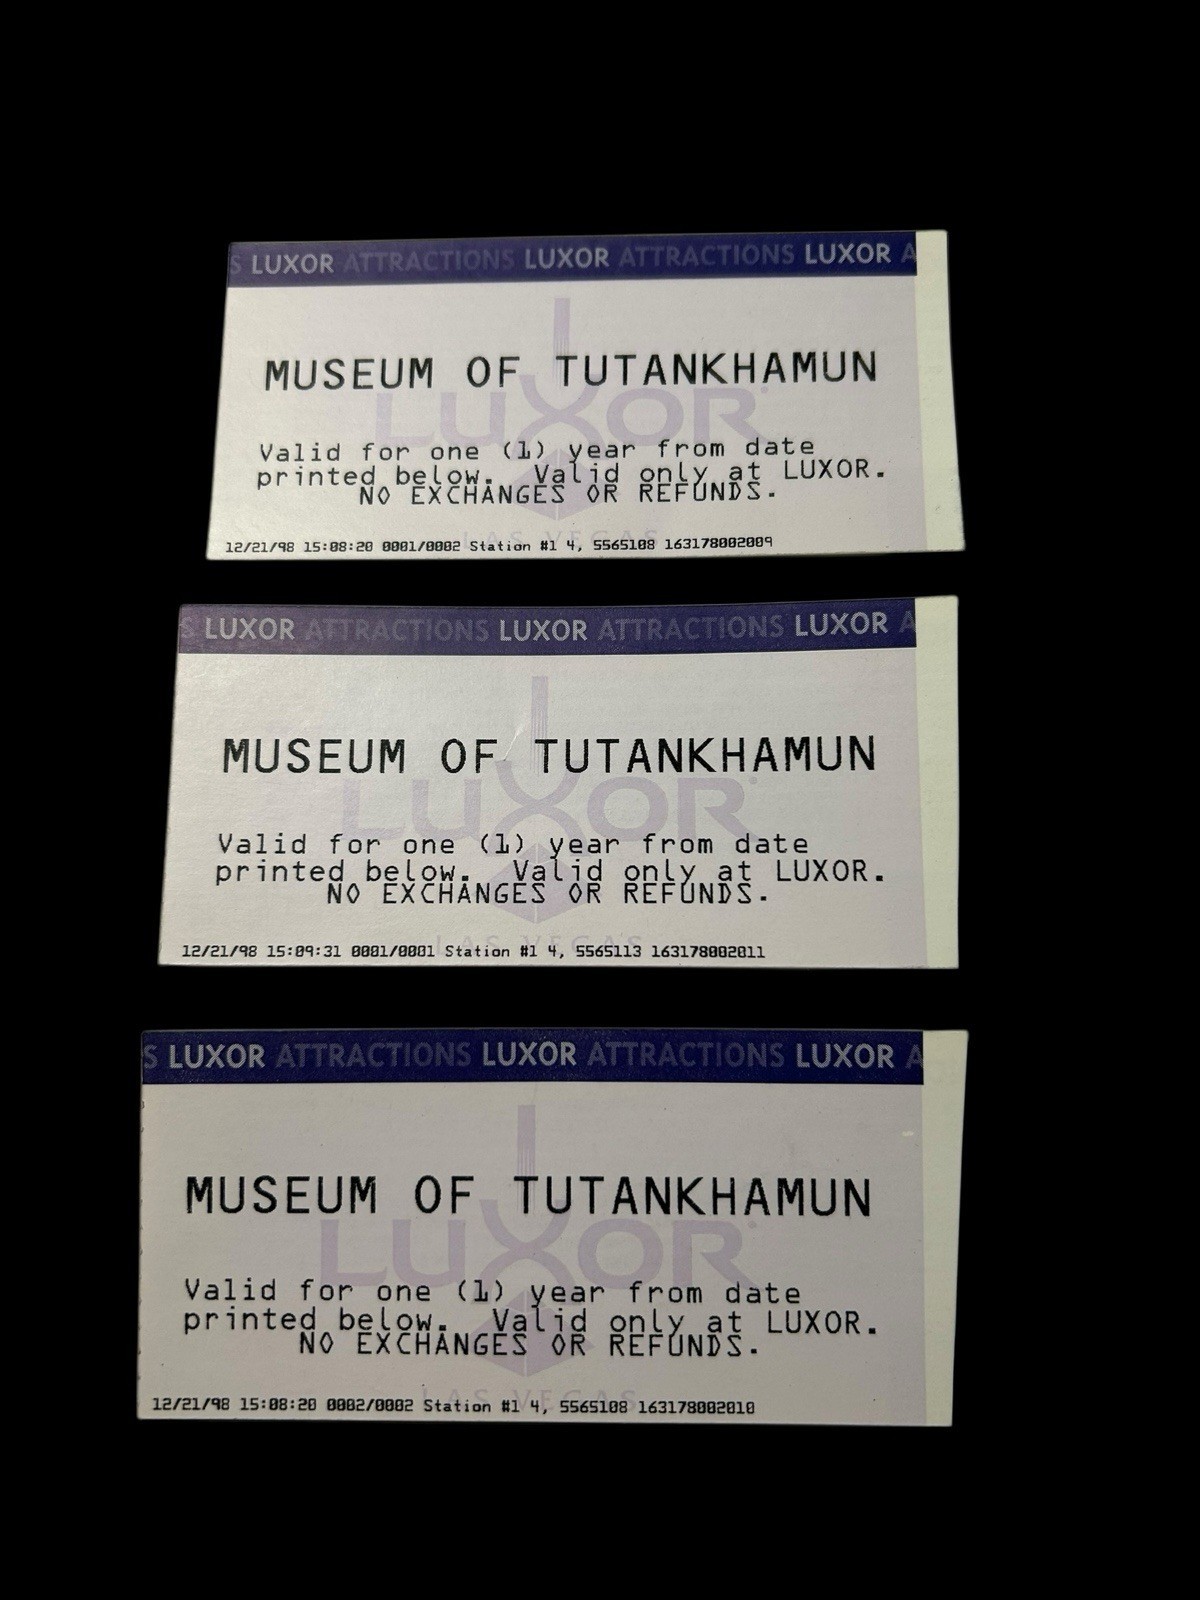 S LUXOR ATTRACTIONS LUXOR ATTRACTIONS LUXOR A
MUSEUM OF TUTANKHAMUN
LUXOR
Valid for one (1) year from date
printed below. Valid only at LUXOR.
NO EXCHANGES OR REFUNDS.
LAS VEGAS
12/21/98 15:08:20 0001/0002 Station #1 4, 5565108 163178002009
S LUXOR ATTRACTIONS LUXOR ATTRACTIONS LUXOR A
MUSEUM OF TUTANKHAMUN
LUXOR
Valid for one (1) year from date
printed below. Valid only at LUXOR.
NO EXCHANGES OR REFUNDS.
LAS VEGAS
12/21/98 15:09:31 0001/0001 Station #1 4, 5565113 163178002011
S LUXOR ATTRACTIONS LUXOR ATTRACTIONS LUXOR A
MUSEUM OF TUTANKHAMUN
LUXOR
Valid for one (1) year from date
printed below. Valid only at LUXOR.
NO EXCHANGES OR REFUNDS.
LAS VEGAS
12/21/98 15:08:20 0002/0002 Station #1 4, 5565108 163178002010